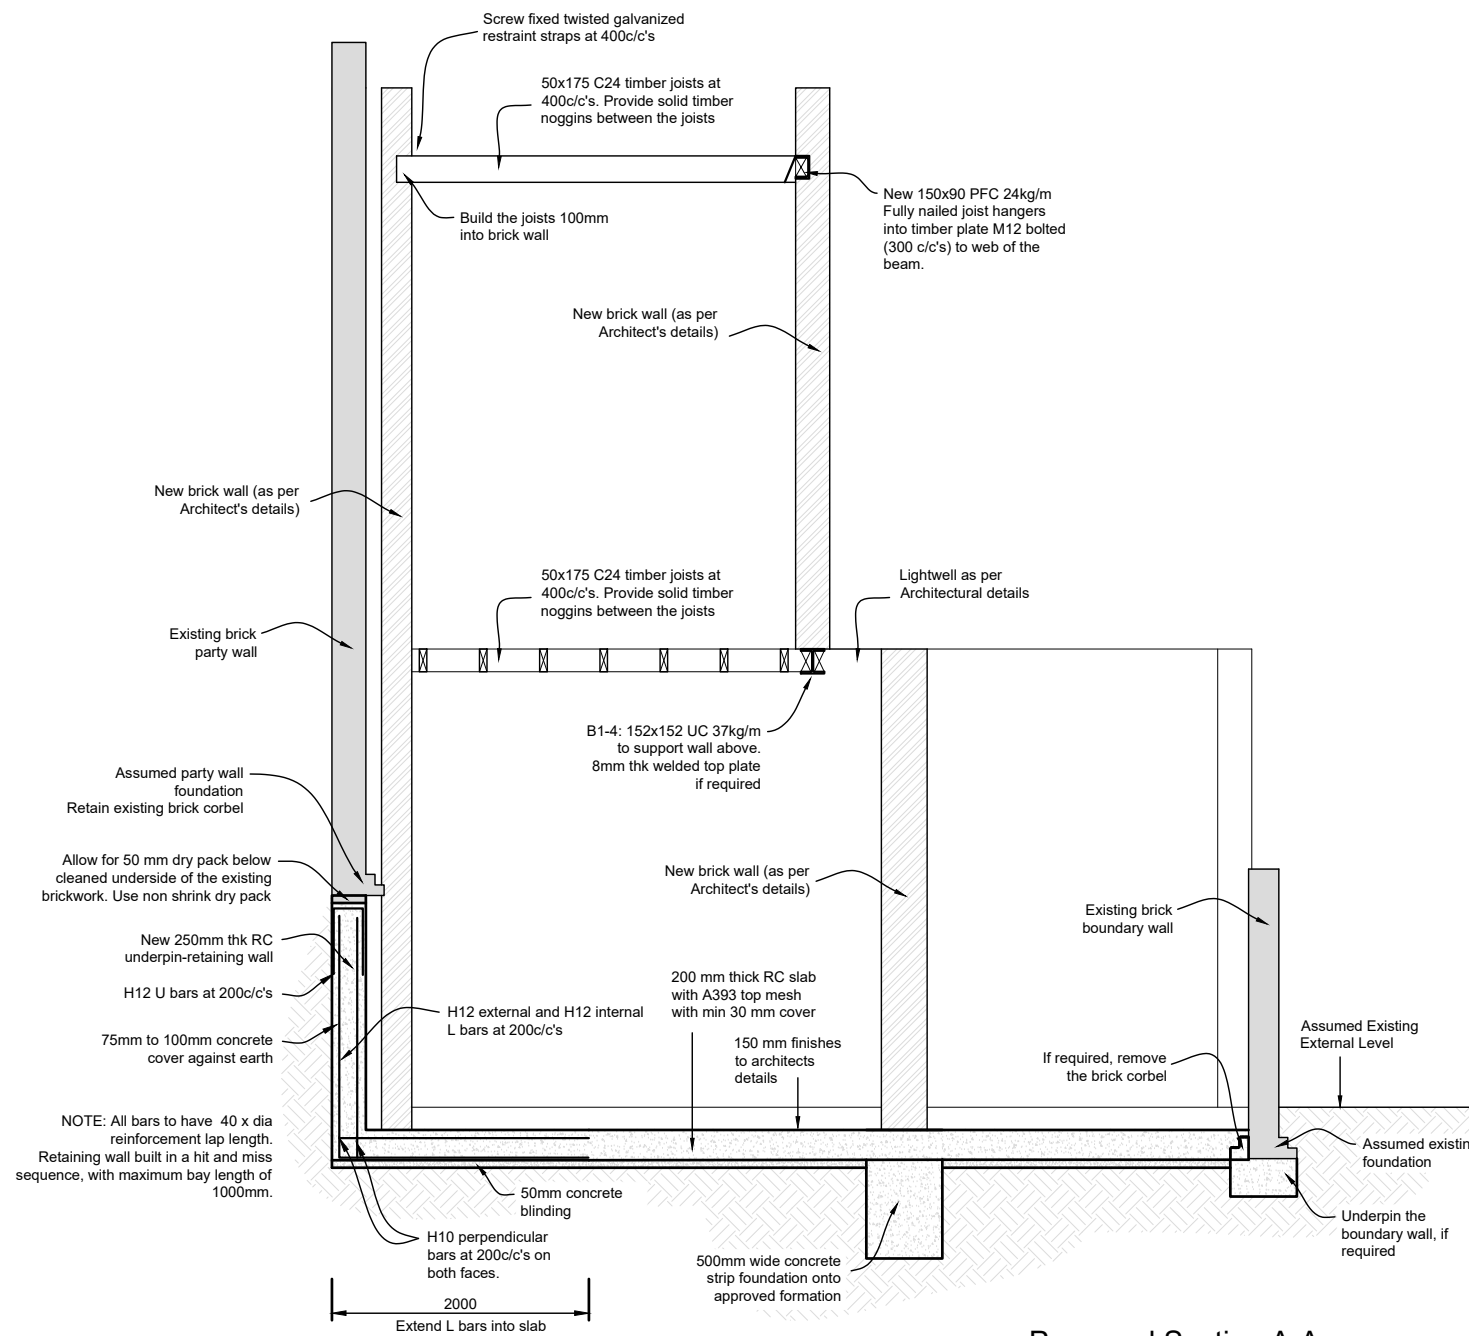 Screw fixed twisted galvanized
restraint straps at 400c/c's
50x175 C24 timber joists at
400c/c's. Provide solid timber
noggins between the joists
New 150x90 PFC 24kg/m
Fully nailed joist hangers
into timber plate M12 bolted
(300 c/c's) to web of the
beam.
Build the joists 100mm
into brick wall
New brick wall (as per
Architect's details)
New brick wall (as per
Architect's details)
50x175 C24 timber joists at
400c/c's. Provide solid timber
noggins between the joists
Lightwell as per
Architectural details
Existing brick
party wall
B1-4: 152x152 UC 37kg/m
to support wall above.
8mm thk welded top plate
if required
Assumed party wall
foundation
Retain existing brick corbel
Allow for 50 mm dry pack below
cleaned underside of the existing
brickwork. Use non shrink dry pack
New brick wall (as per
Architect's details)
Existing brick
boundary wall
New 250mm thk RC
underpin-retaining wall
H12 U bars at 200c/c's
200 mm thick RC slab
with A393 top mesh
with min 30 mm cover
H12 external and H12 internal
L bars at 200c/c's
75mm to 100mm concrete
cover against earth
150 mm finishes
to architects
details
Assumed Existing
External Level
If required, remove
the brick corbel
NOTE: All bars to have 40 x dia
reinforcement lap length.
Retaining wall built in a hit and miss
sequence, with maximum bay length of
1000mm.
Assumed existin
foundation
50mm concrete
blinding
Underpin the
boundary wall, if
required
H10 perpendicular
bars at 200c/c's on
both faces.
500mm wide concrete
strip foundation onto
approved formation
2000
Extend L bars into slab